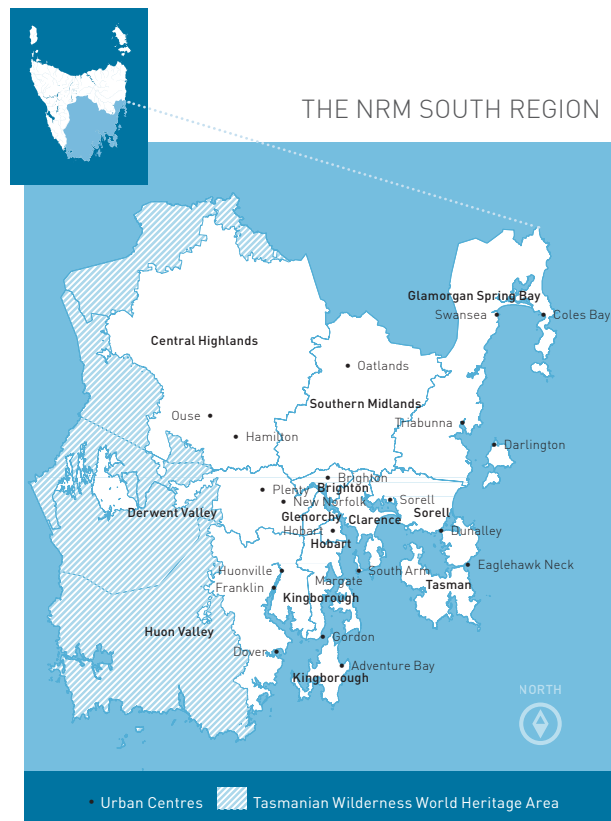 THE NRM SOUTH REGION
Glamorgan Spring Bay
Swansea
Coles Bay
Central Highlands
Oatlands
Southern Midlands
Ouse
Triabunna
Hamilton
Darlington
Brighton
Plenty
Brighton
New Norfolk
Sorell
Derwent Valley
Glenorchy
Clarence
Sorell
Hobart
Dunalley
Hobart
Eaglehawk Neck
Huonville
South Arm
Margate
Tasman
Franklin
Kingborough
Huon Valley
Gordon
Dover
Adventure Bay
Kingborough
NORTH
Urban Centres
Tasmanian Wilderness World Heritage Area